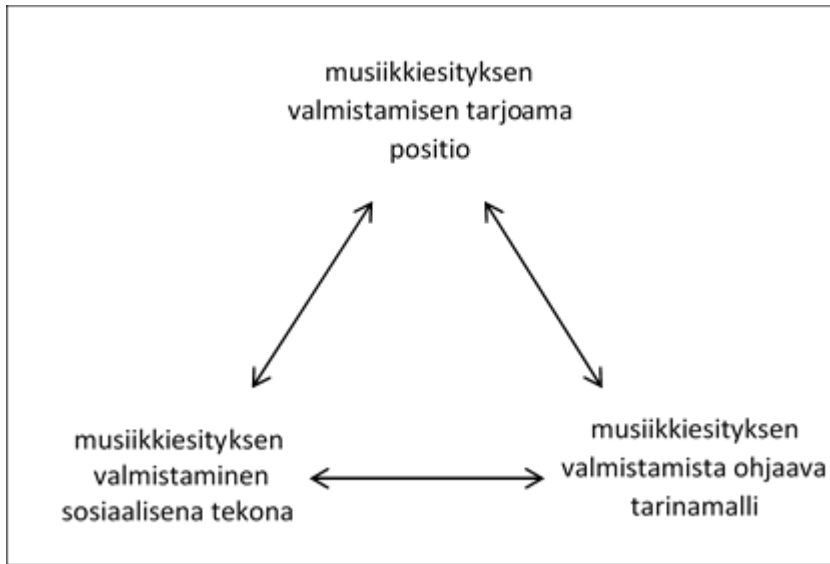 musiikkiesityksen
valmistamisen tarjoama
positio
musiikkiesityksen
valmistaminen
sosiaalisena tekona
musiikkiesityksen
valmistamista ohjaava
tarinamalli